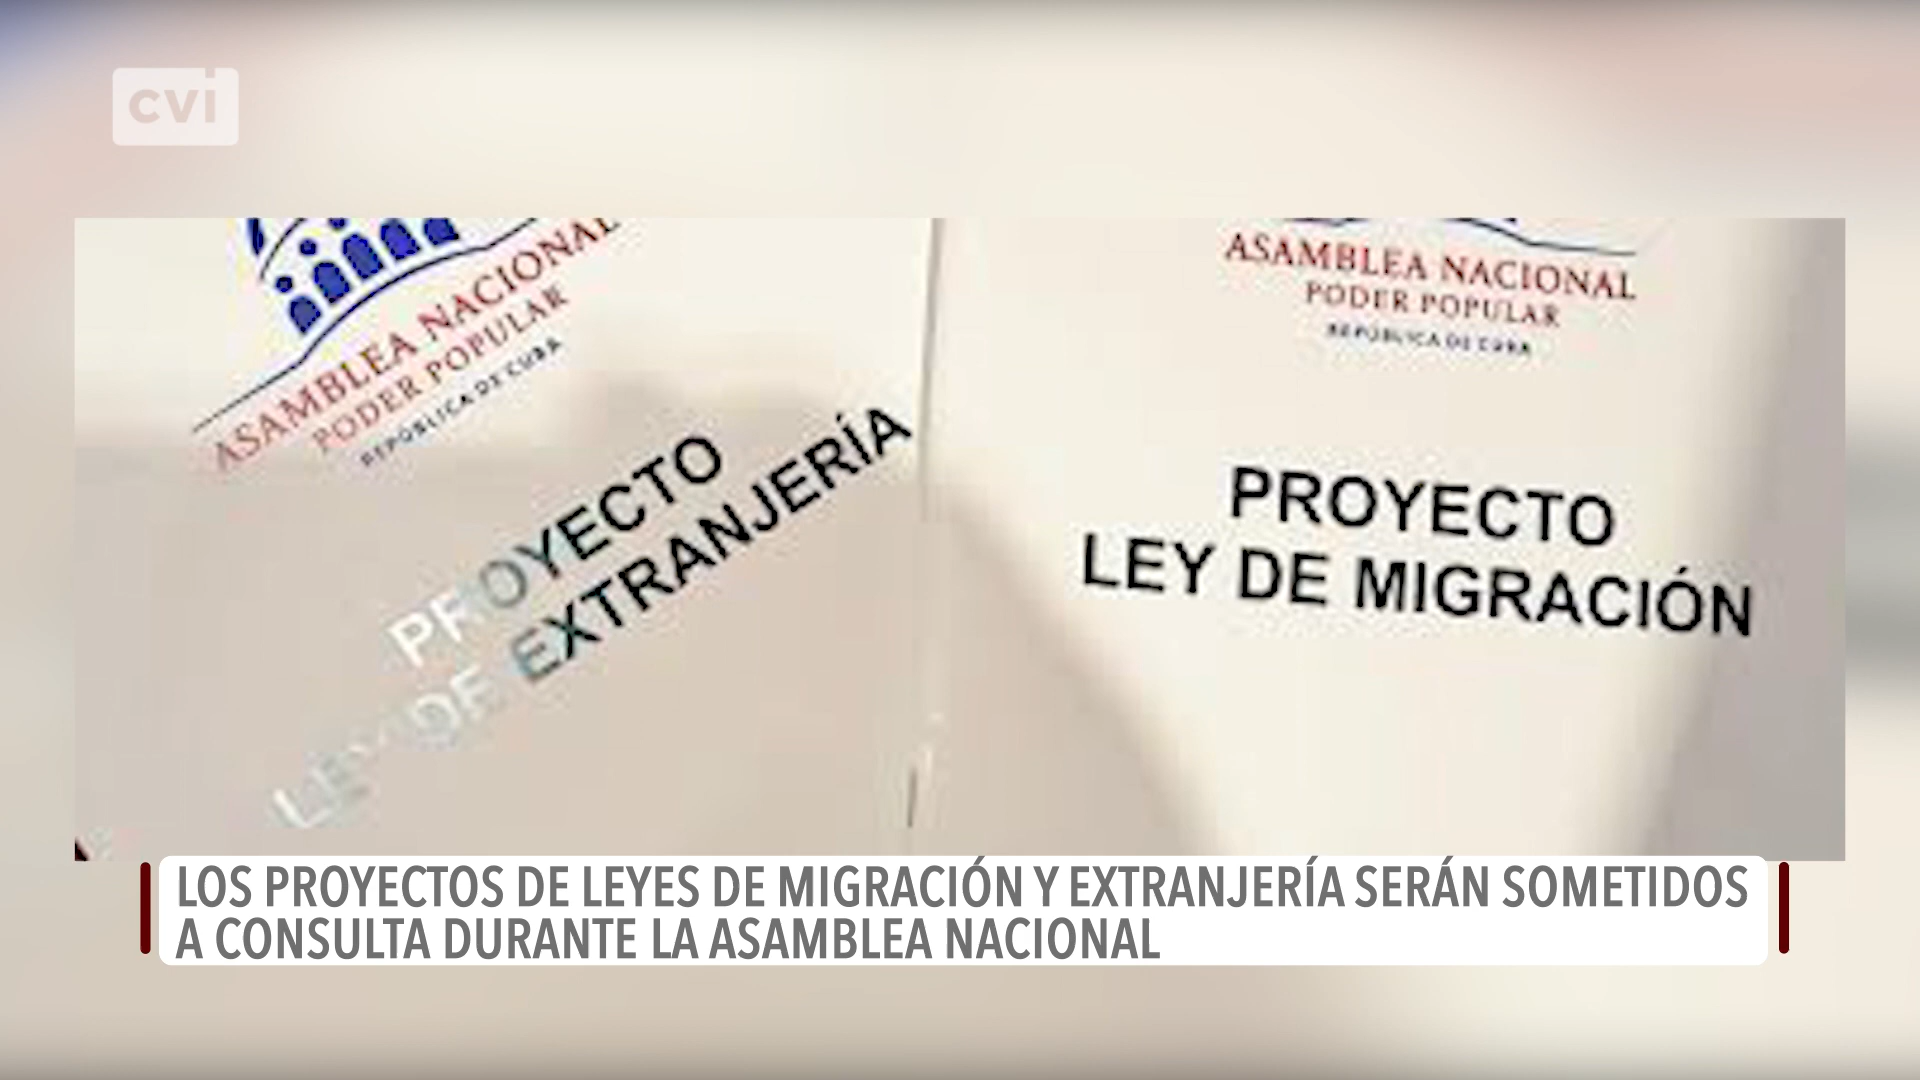 cvi
ASAMBLEA NACIONAL
PODER POPULAR
REPÚBLICA DE CUBA
PROYECTO
LEY DE EXTRANJERÍA
ASAMBLEA NACIONAL
PODER POPULAR
REPÚBLICA DE CUBA
PROYECTO
LEY DE MIGRACIÓN
LOS PROYECTOS DE LEYES DE MIGRACIÓN Y EXTRANJERÍA SERÁN SOMETIDOS
A CONSULTA DURANTE LA ASAMBLEA NACIONAL